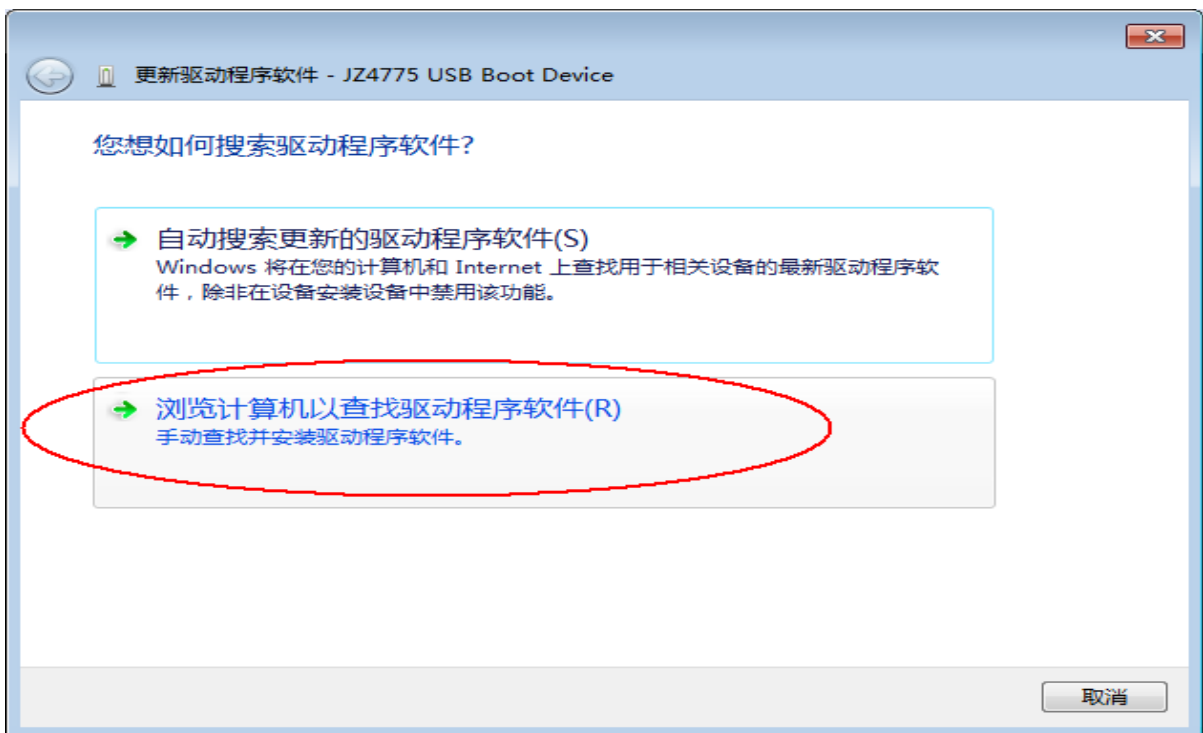 更新驱动程序软件 - JZ4775 USB Boot Device
您想如何搜索驱动程序软件?
自动搜索更新的驱动程序软件(S)
Windows 将在您的计算机和 Internet 上查找用于相关设备的最新驱动程序软
件，除非在设备安装设备中禁用该功能。
浏览计算机以查找驱动程序软件(R)
手动查找并安装驱动程序软件。
取消